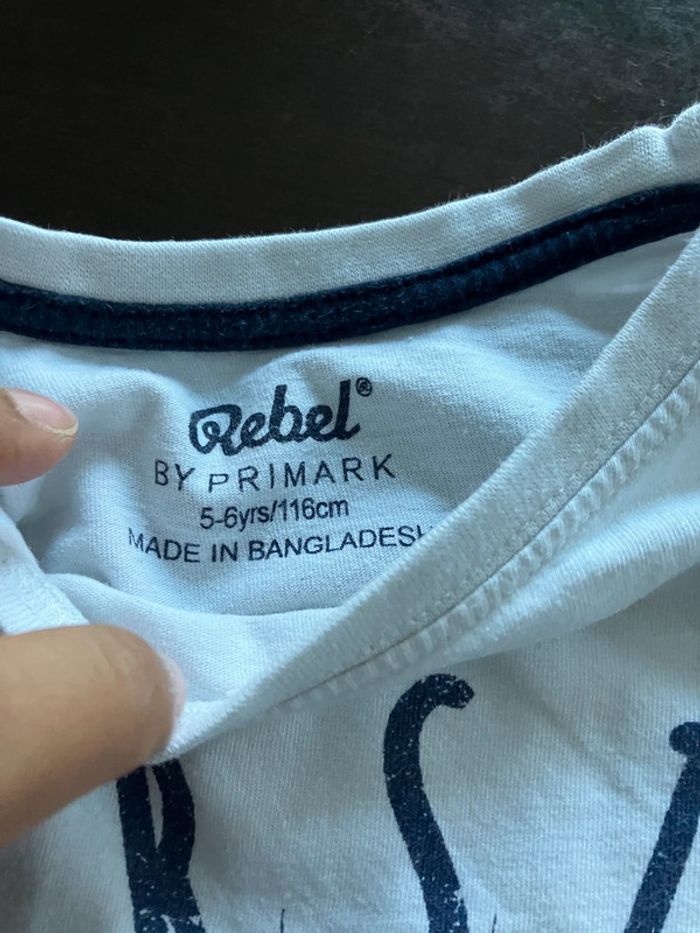 Rebel®
BY PRIMARK
5-6yrs/116cm
MADE IN BANGLADESH